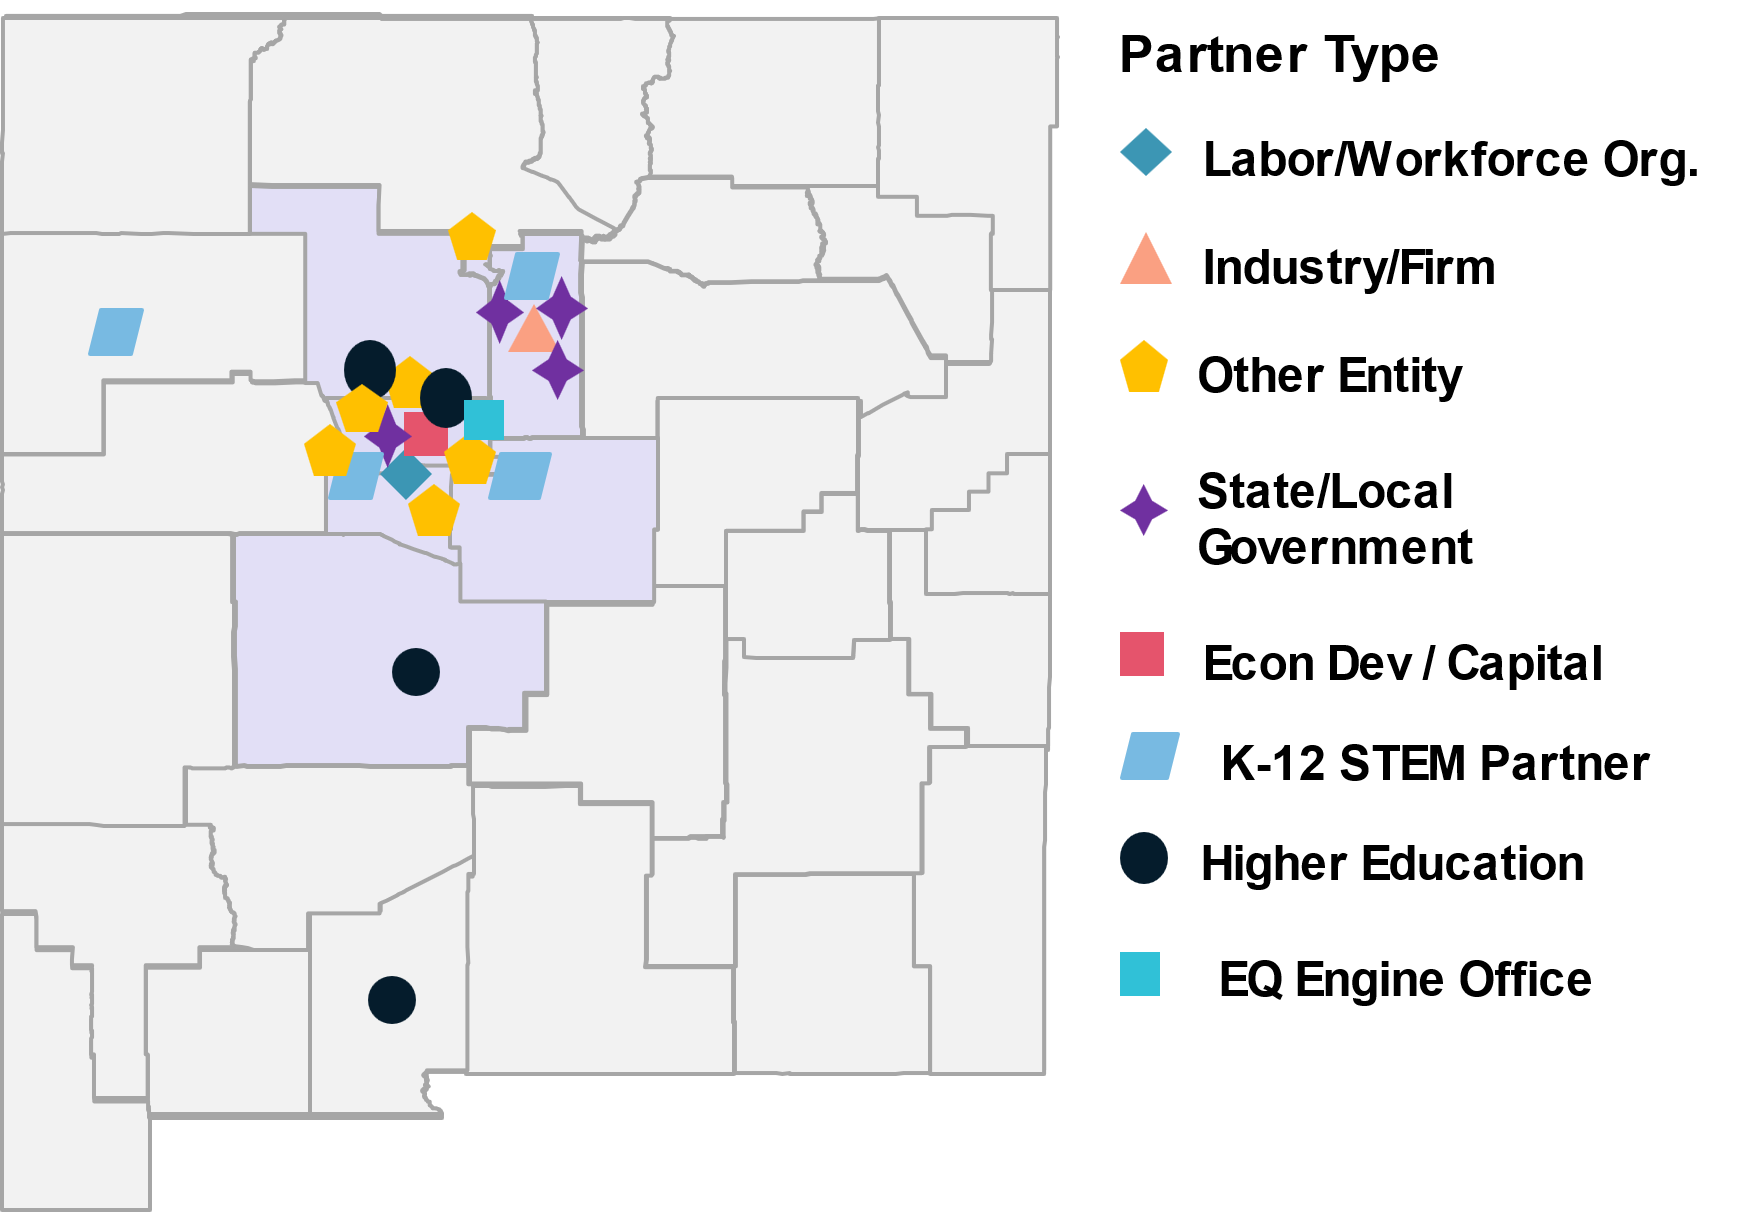 Partner Type
Labor/Workforce Org.
Industry/Firm
Other Entity
State/Local
Government
Econ Dev / Capital
K-12 STEM Partner
Higher Education
EQ Engine Office